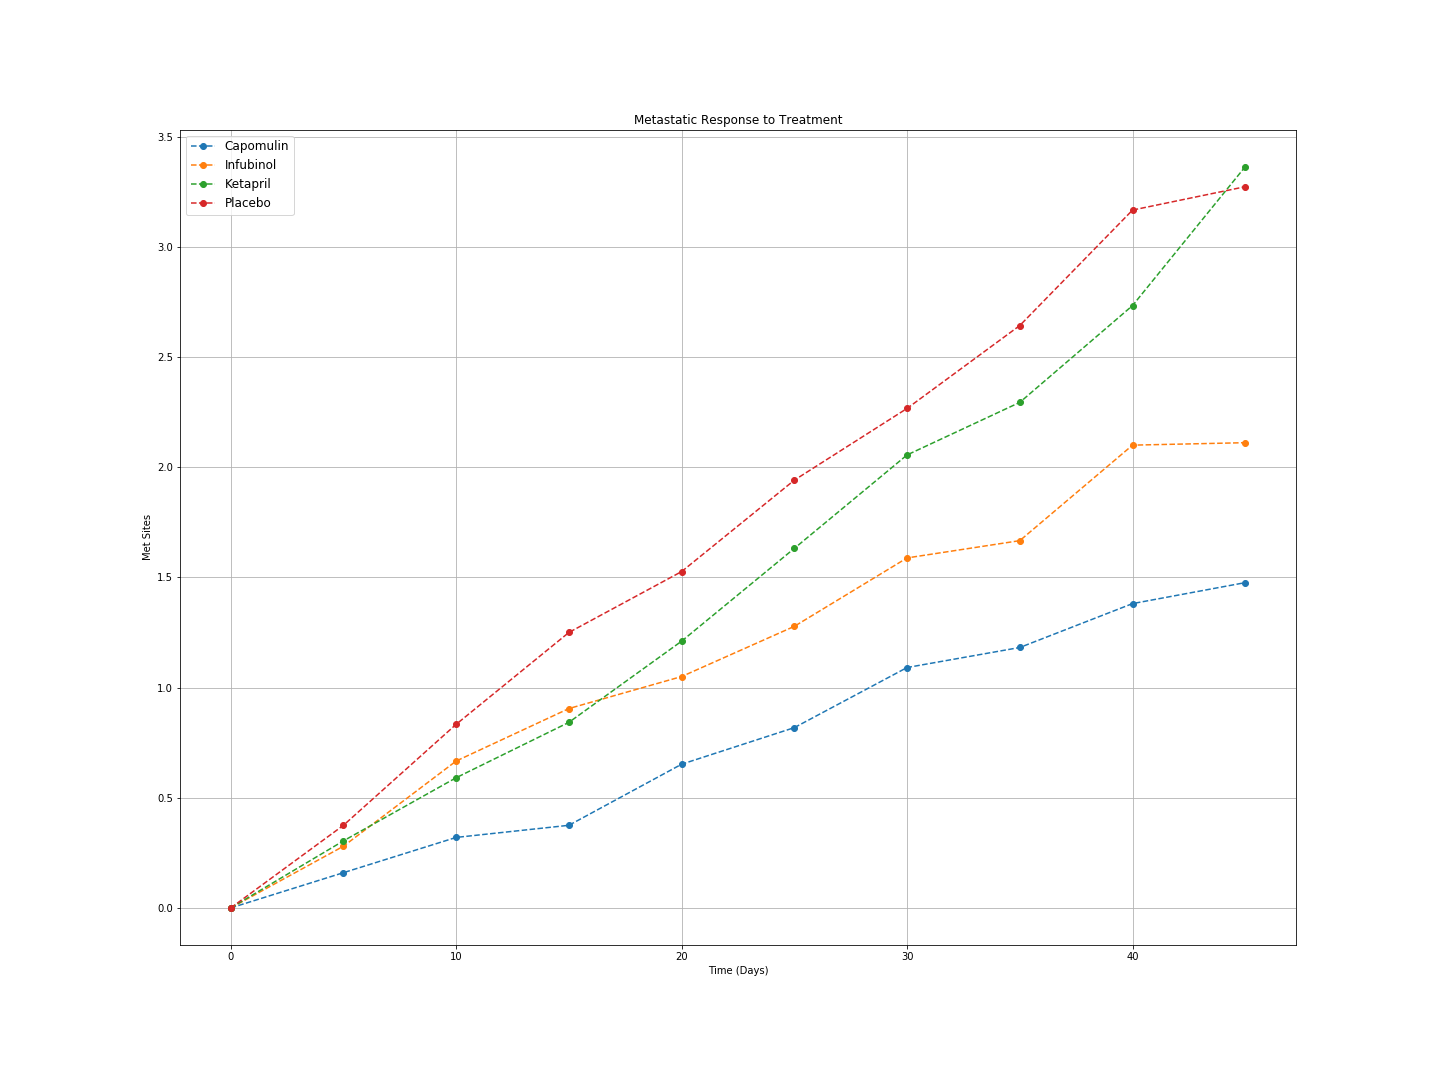 Metastatic Response to Treatment
3.5
3.0
2.5
2.0
1.5
1.0
0.5
0.0
Met Sites
Capomulin
Infubinol
Ketapril
Placebo
0 10 20 30 40
Time (Days)